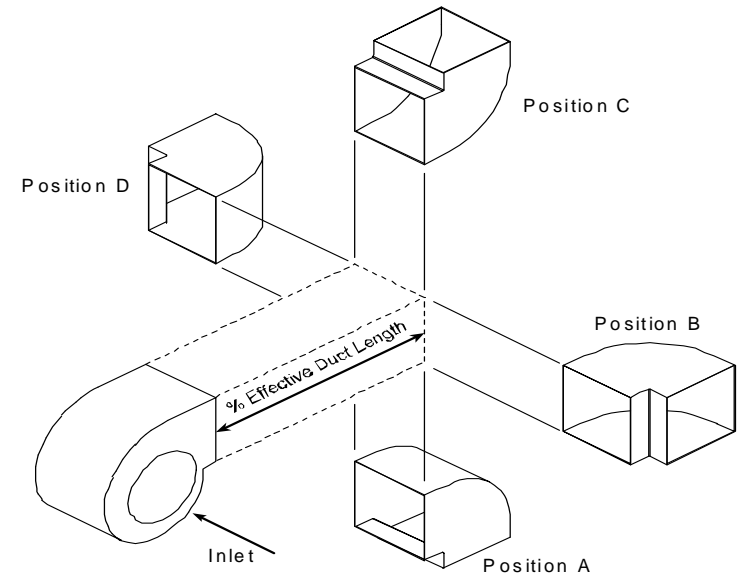 Position C
Position D
Position B
% Effective Duct Length
Inlet
Position A